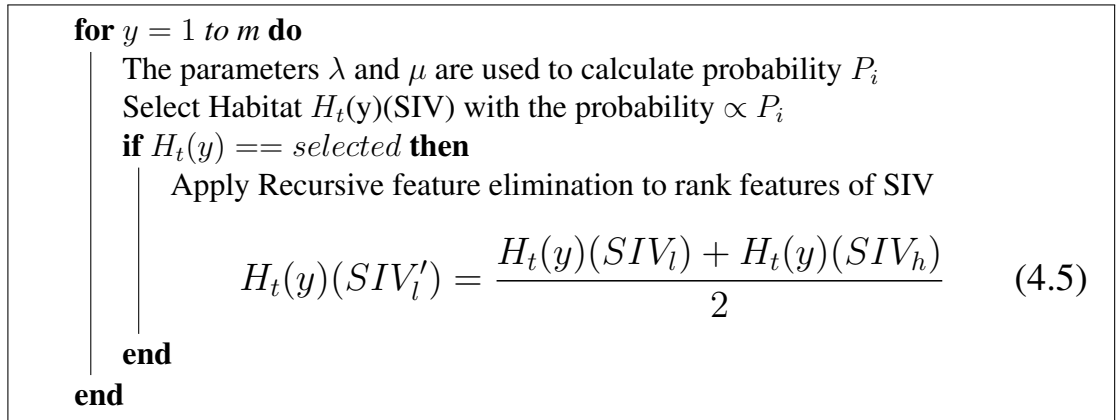 for y = 1 to m do
The parameters λ and μ are used to calculate probability P_i
Select Habitat H_t(y)(SIV) with the probability ∝ P_i
if H_t(y) == selected then
Apply Recursive feature elimination to rank features of SIV
H_t(y)(SIV_l') = \frac{H_t(y)(SIV_l) + H_t(y)(SIV_h)}{2} (4.5)
end
end